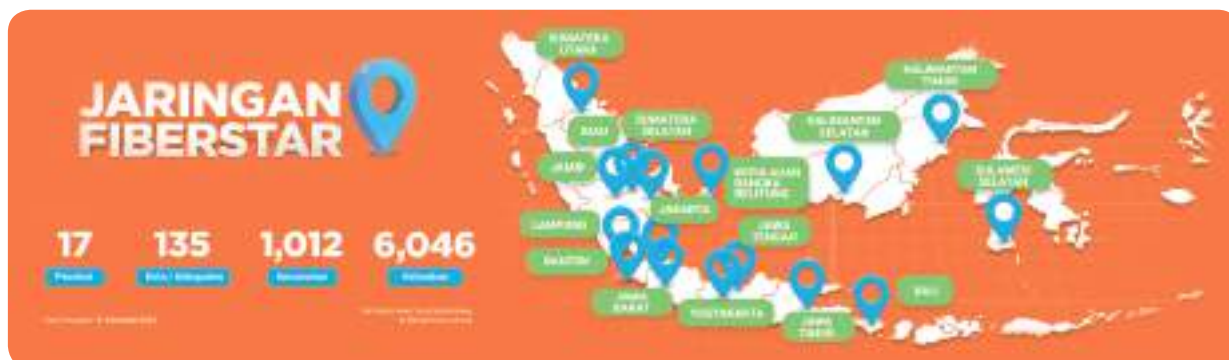 JARINGAN
FIBERSTAR
17
135
1,012
6,046
Provinsi
Kota / Kabupaten
Kecamatan
Kelurahan
SUMATERA
UTARA
KALIMANTAN
TIMUR
RIAU
SUMATERA
SELATAN
KALIMANTAN
SELATAN
JAMBI
KEPULAUAN
BANGKA
BELITUNG
SULAWESI
SELATAN
LAMPUNG
JAKARTA
JAWA
TENGAH
BANTEN
JAWA
BARAT
YOGYAKARTA
JAWA
TIMUR
BALI